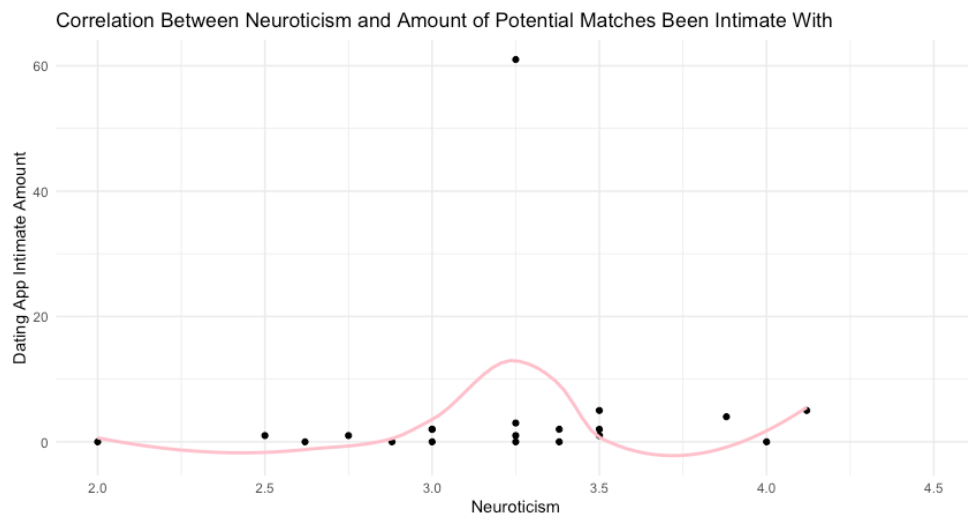 Correlation Between Neuroticism and Amount of Potential Matches Been Intimate With
60
40
20
0
Dating App Intimate Amount
2.0 2.5 3.0 3.5 4.0 4.5
Neuroticism